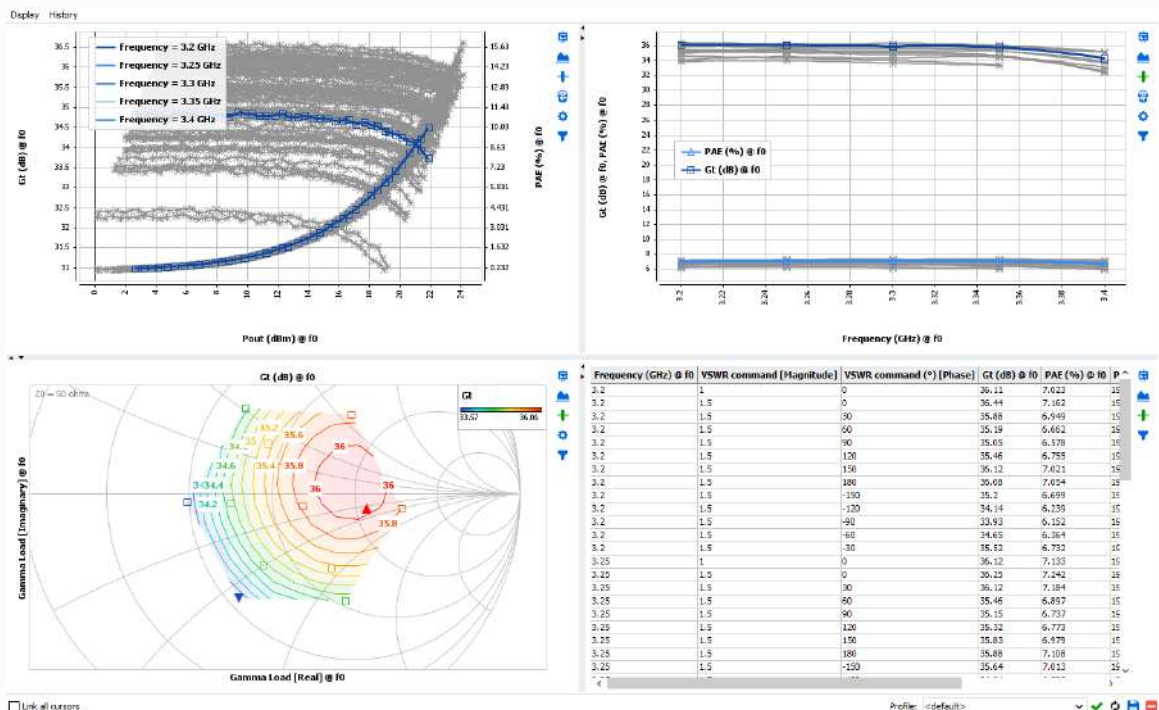 Display History
36.5
36
35.5
35
34.5
34
33.5
33
32.5
32
31.5
31
Gt (dB) @ f0
Frequency = 3.2 GHz
Frequency = 3.25 GHz
Frequency = 3.3 GHz
Frequency = 3.35 GHz
Frequency = 3.4 GHz
15.63
14.23
12.83
11.43
10.03
8.63
7.23
5.831
4.431
3.031
1.632
0.232
PAE (%) @ f0
0 2 4 6 8 10 12 14 16 18 20 22 24
Pout (dBm) @ f0
Gt (dB) @ f0, PAE (%) @ f0
38
36
34
32
30
28
26
24
22
20
18
16
14
12
10
8
6
PAE (%) @ f0
Gt (dB) @ f0
3.2 3.22 3.24 3.26 3.28 3.3 3.32 3.34 3.36 3.38 3.4
Frequency (GHz) @ f0
Gt (dB) @ f0
Z0 = 50 ohms
Gt
33.57 36.06
35.2
35
35.6
36
34.6
35.4
35.8
34.4
36
36
34.2
35.8
Gamma Load [Imaginary] @ f0
Gamma Load [Real] @ f0
Frequency (GHz) @ f0 VSWR command [Magnitude] VSWR command (°) [Phase] Gt (dB) @ f0 PAE (%) @ f0 P
3.2 1 0 36.11 7.023
3.2 1.5 0 36.44 7.162
3.2 1.5 30 35.88 6.949
3.2 1.5 60 35.19 6.662
3.2 1.5 90 35.05 6.578
3.2 1.5 120 35.46 6.755
3.2 1.5 150 36.12 7.021
3.2 1.5 180 36.08 7.054
3.2 1.5 -150 35.2 6.699
3.2 1.5 -120 34.14 6.239
3.2 1.5 -90 33.93 6.152
3.2 1.5 -60 34.65 6.364
3.2 1.5 -30 35.52 6.732
3.25 1 0 36.12 7.133
3.25 1.5 0 36.25 7.242
3.25 1.5 30 36.12 7.184
3.25 1.5 60 35.46 6.897
3.25 1.5 90 35.15 6.737
3.25 1.5 120 35.32 6.773
3.25 1.5 150 35.83 6.979
3.25 1.5 180 35.88 7.108
3.25 1.5 -150 35.64 7.013
Link all cursors
Profile: <default>